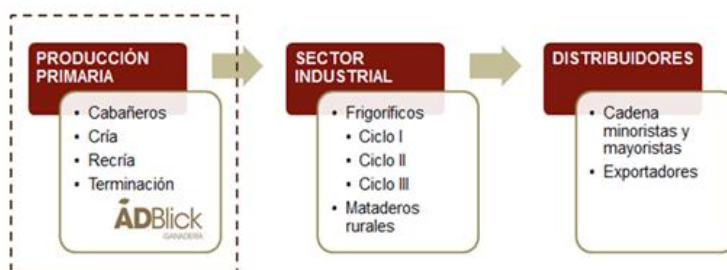 PRODUCCIÓN
PRIMARIA
• Cabañeros
• Cría
• Recría
• Terminación
ADBlick
GANADERÍA
SECTOR
INDUSTRIAL
• Frigoríficos
• Ciclo I
• Ciclo II
• Ciclo III
• Mataderos
rurales
DISTRIBUIDORES
• Cadena
minoristas y
mayoristas
• Exportadores